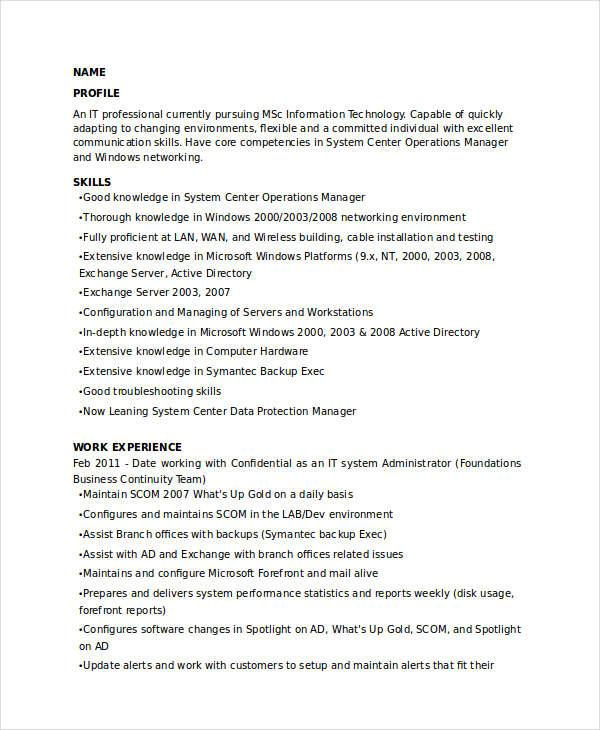 NAME
PROFILE
An IT professional currently pursuing MSc Information Technology. Capable of quickly
adapting to changing environments, flexible and a committed individual with excellent
communication skills. Have core competencies in System Center Operations Manager
and Windows networking.
SKILLS
•Good knowledge in System Center Operations Manager
•Thorough knowledge in Windows 2000/2003/2008 networking environment
•Fully proficient at LAN, WAN, and Wireless building, cable installation and testing
•Extensive knowledge in Microsoft Windows Platforms (9.x, NT, 2000, 2003, 2008,
Exchange Server, Active Directory
•Exchange Server 2003, 2007
•Configuration and Managing of Servers and Workstations
•In-depth knowledge in Microsoft Windows 2000, 2003 & 2008 Active Directory
•Extensive knowledge in Computer Hardware
•Extensive knowledge in Symantec Backup Exec
•Good troubleshooting skills
•Now Leaning System Center Data Protection Manager
WORK EXPERIENCE
Feb 2011 - Date working with Confidential as an IT system Administrator (Foundations
Business Continuity Team)
•Maintain SCOM 2007 What's Up Gold on a daily basis
•Configures and maintains SCOM in the LAB/Dev environment
•Assist Branch offices with backups (Symantec backup Exec)
•Assist with AD and Exchange with branch offices related issues
•Maintains and configure Microsoft Forefront and mail alive
•Prepares and delivers system performance statistics and reports weekly (disk usage,
forefront reports)
•Configures software changes in Spotlight on AD, What's Up Gold, SCOM, and Spotlight
on AD
•Update alerts and work with customers to setup and maintain alerts that fit their